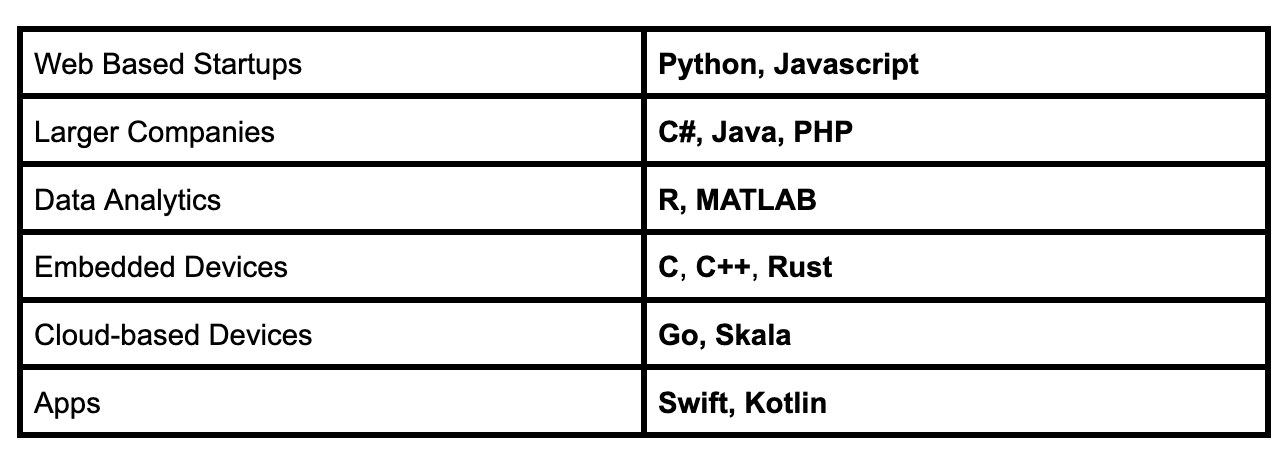 Web Based Startups Python, Javascript
Larger Companies C#, Java, PHP
Data Analytics R, MATLAB
Embedded Devices C, C++, Rust
Cloud-based Devices Go, Skala
Apps Swift, Kotlin